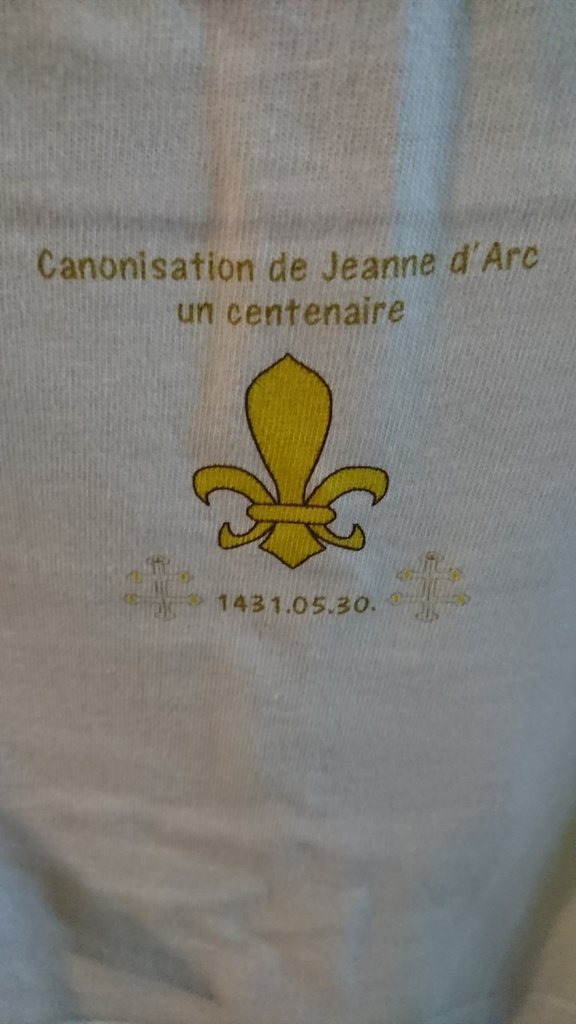 Canonisation de Jeanne d'Arc
un centenaire
1431.05.30.